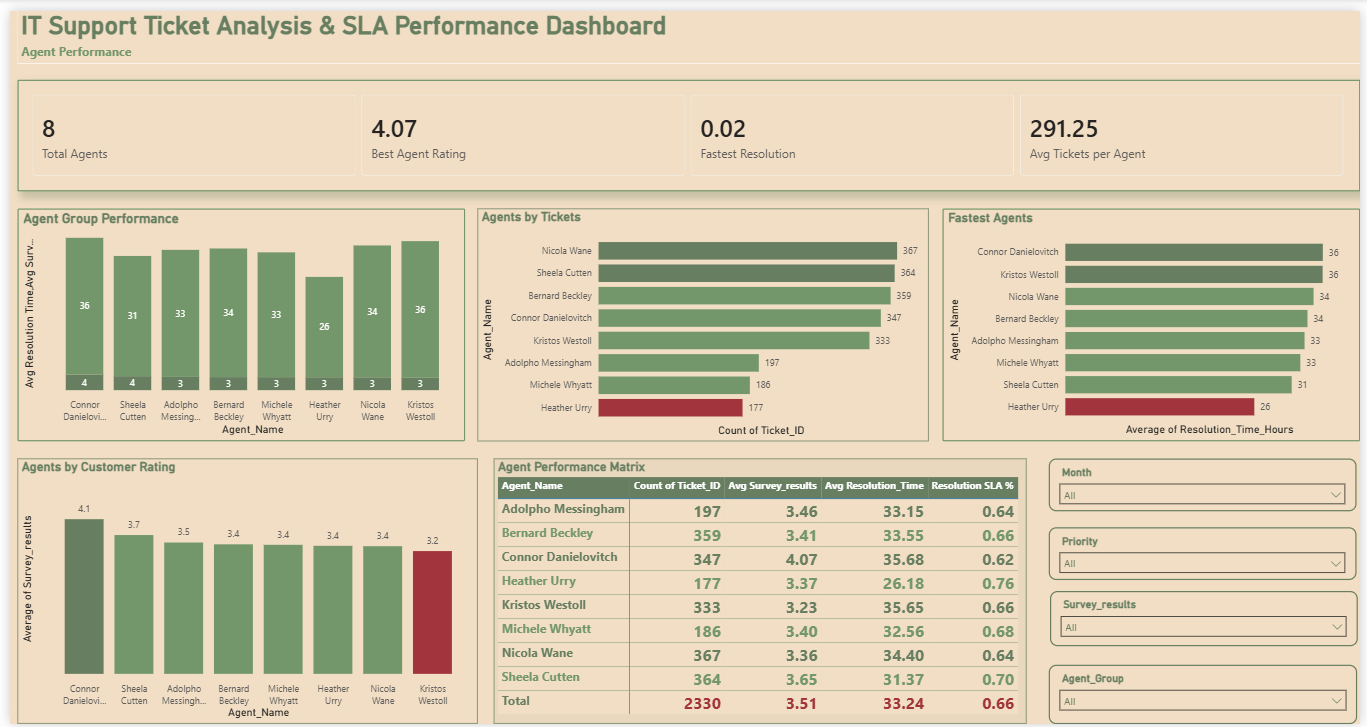 IT Support Ticket Analysis & SLA Performance Dashboard
Agent Performance
8
Total Agents
4.07
Best Agent Rating
0.02
Fastest Resolution
291.25
Avg Tickets per Agent
Agent Group Performance
Avg Resolution Time,Avg Surv...
36
31
33
34
33
26
34
36
4
4
3
3
3
3
3
3
Connor Danielovi...
Sheela Cutten
Adolpho Messing...
Bernard Beckley
Michele Whyatt
Heather Urry
Nicola Wane
Kristos Westoll
Agent_Name
Agents by Tickets
Agent_Name
Nicola Wane 367
Sheela Cutten 364
Bernard Beckley 359
Connor Danielovitch 347
Kristos Westoll 333
Adolpho Messingham 197
Michele Whyatt 186
Heather Urry 177
Count of Ticket_ID
Fastest Agents
Agent_Name
Connor Danielovitch 36
Kristos Westoll 36
Nicola Wane 34
Bernard Beckley 34
Adolpho Messingham 33
Michele Whyatt 33
Sheela Cutten 31
Heather Urry 26
Average of Resolution_Time_Hours
Agents by Customer Rating
Average of Survey_results
4.1
3.7
3.5
3.4
3.4
3.4
3.4
3.2
Connor Danielovi...
Sheela Cutten
Adolpho Messingh...
Bernard Beckley
Michele Whyatt
Heather Urry
Nicola Wane
Kristos Westoll
Agent_Name
Agent Performance Matrix
Agent_Name Count of Ticket_ID Avg Survey_results Avg Resolution_Time Resolution SLA %
Adolpho Messingham 197 3.46 33.15 0.64
Bernard Beckley 359 3.41 33.55 0.66
Connor Danielovitch 347 4.07 35.68 0.62
Heather Urry 177 3.37 26.18 0.76
Kristos Westoll 333 3.23 35.65 0.66
Michele Whyatt 186 3.40 32.56 0.68
Nicola Wane 367 3.36 34.40 0.64
Sheela Cutten 364 3.65 31.37 0.70
Total 2330 3.51 33.24 0.66
Month
All
Priority
All
Survey_results
All
Agent_Group
All